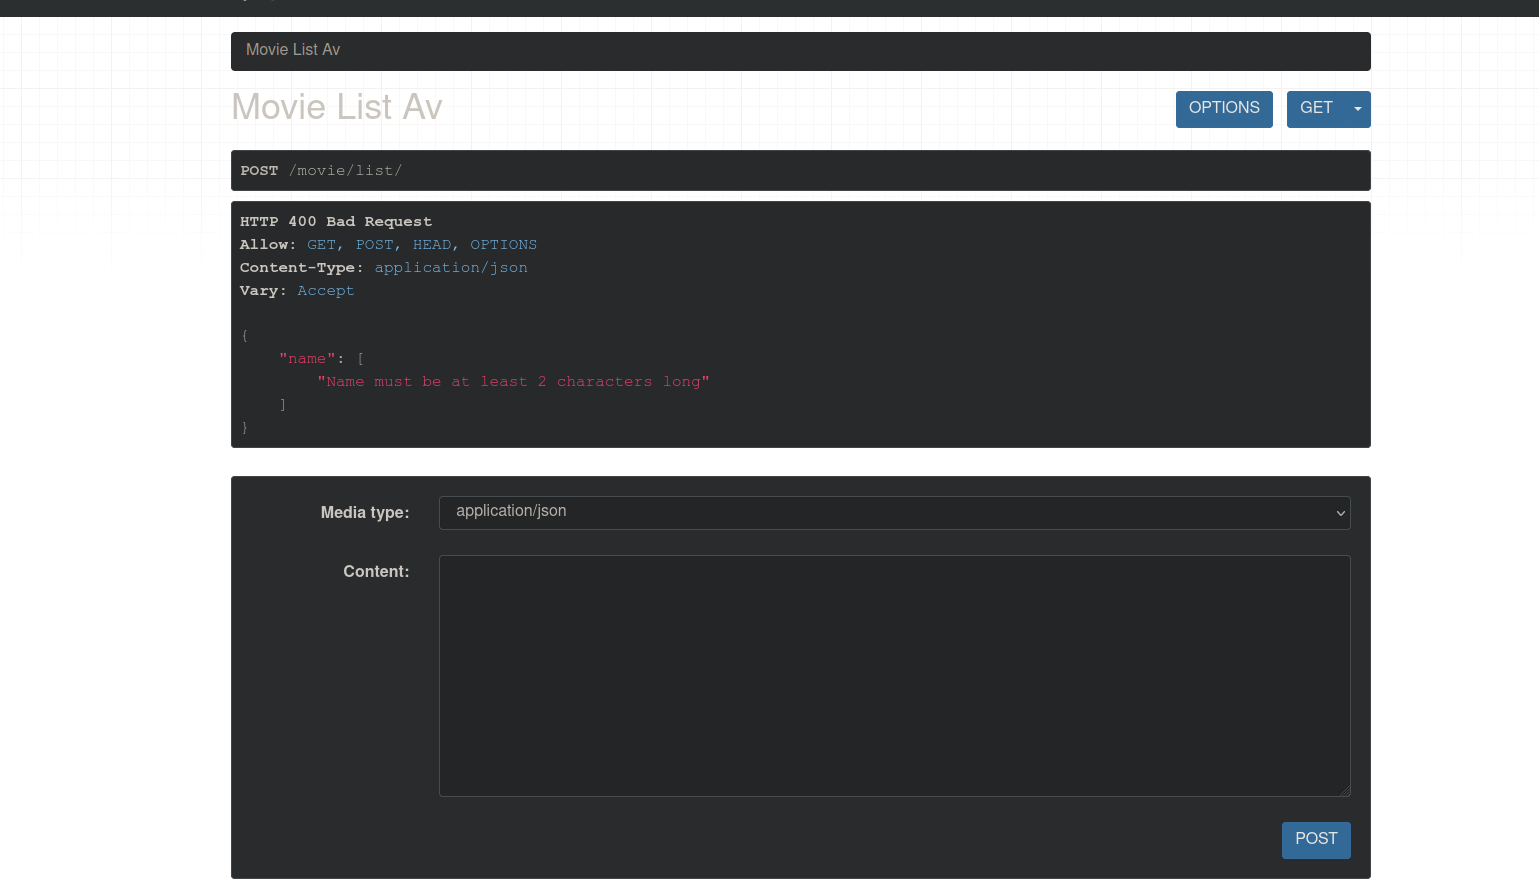 Movie List Av
Movie List Av
OPTIONS
GET
POST /movie/list/
HTTP 400 Bad Request
Allow: GET, POST, HEAD, OPTIONS
Content-Type: application/json
Vary: Accept
{
"name": [
"Name must be at least 2 characters long"
]
}
Media type:
application/json
Content:
POST